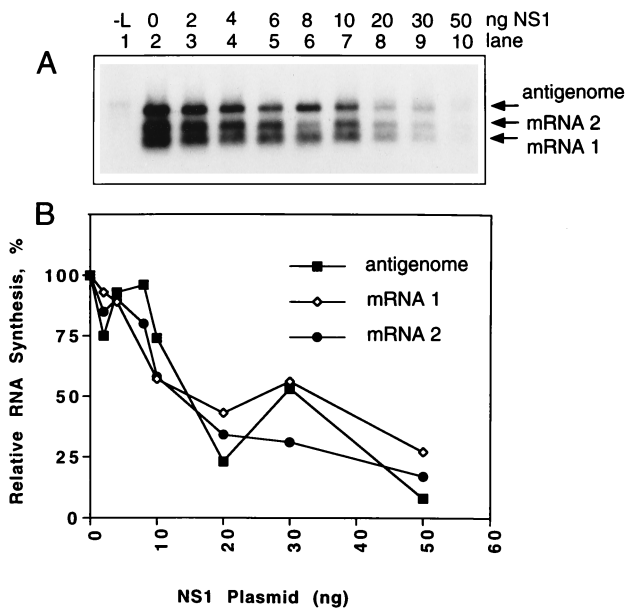 -L 0 2 4 6 8 10 20 30 50 ng NS1
1 2 3 4 5 6 7 8 9 10 lane
A
antigenome
mRNA 2
mRNA 1
B
antigenome
mRNA 1
mRNA 2
Relative RNA Synthesis, %
100
75
50
25
0
0 10 20 30 40 50 60
NS1 Plasmid (ng)